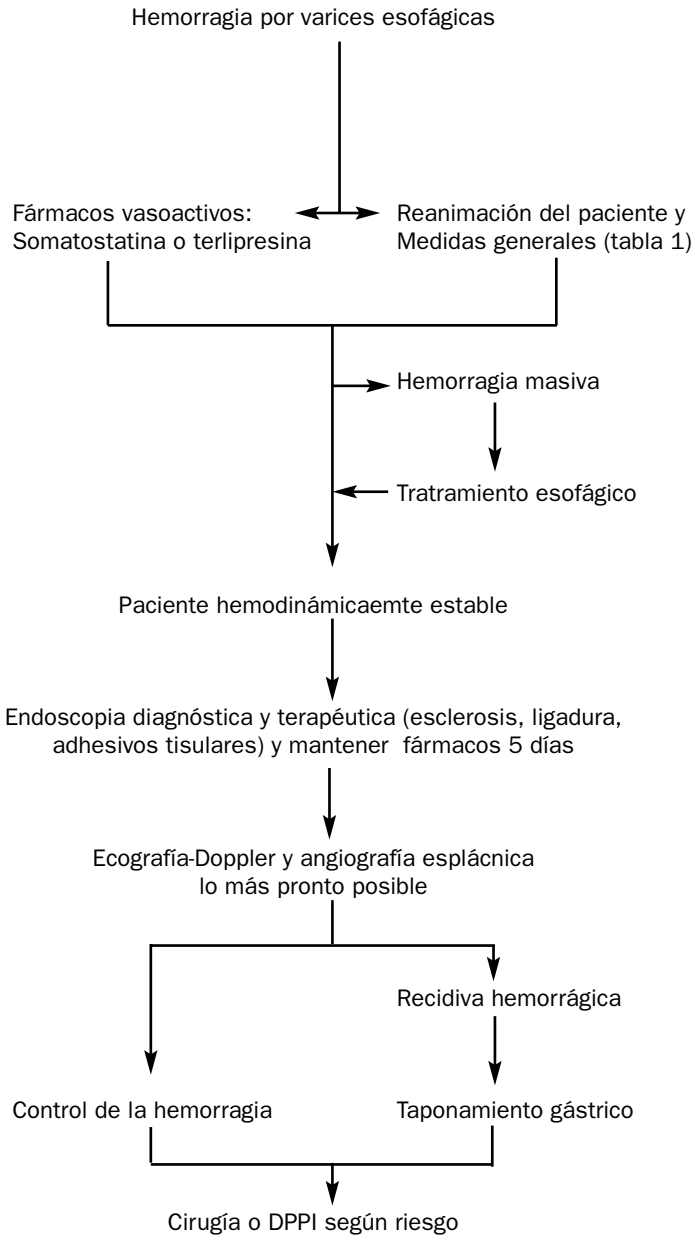 Hemorragia por varices esofágicas
Fármacos vasoactivos:
Somatostatina o terlipresina
Reanimación del paciente y
Medidas generales (tabla 1)
Hemorragia masiva
Tratramiento esofágico
Paciente hemodinámicaemte estable
Endoscopia diagnóstica y terapéutica (esclerosis, ligadura,
adhesivos tisulares) y mantener fármacos 5 días
Ecografía-Doppler y angiografía esplácnica
lo más pronto posible
Recidiva hemorrágica
Control de la hemorragia
Taponamiento gástrico
Cirugía o DPPI según riesgo